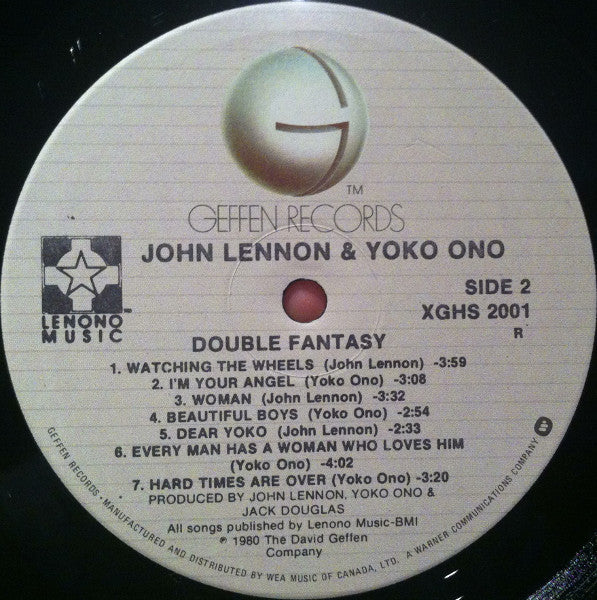 G
TM
GEFFEN RECORDS
JOHN LENNON & YOKO ONO
LENONO
MUSIC
SIDE 2
XGHS 2001
R
DOUBLE FANTASY
1. WATCHING THE WHEELS (John Lennon) -3:59
2. I'M YOUR ANGEL (Yoko Ono) -3:08
3. WOMAN (John Lennon) -3:32
4. BEAUTIFUL BOYS (Yoko Ono) -2:54
5. DEAR YOKO (John Lennon) -2:33
6. EVERY MAN HAS A WOMAN WHO LOVES HIM
(Yoko Ono) -4:02
7. HARD TIMES ARE OVER (Yoko Ono) -3:20
PRODUCED BY JOHN LENNON, YOKO ONO &
JACK DOUGLAS
All songs published by Lenono Music-BMI
℗ 1980 The David Geffen
Company
GEFFEN RECORDS • MANUFACTURED AND DISTRIBUTED BY WEA MUSIC OF CANADA, LTD. A WARNER COMMUNICATIONS COMPANY